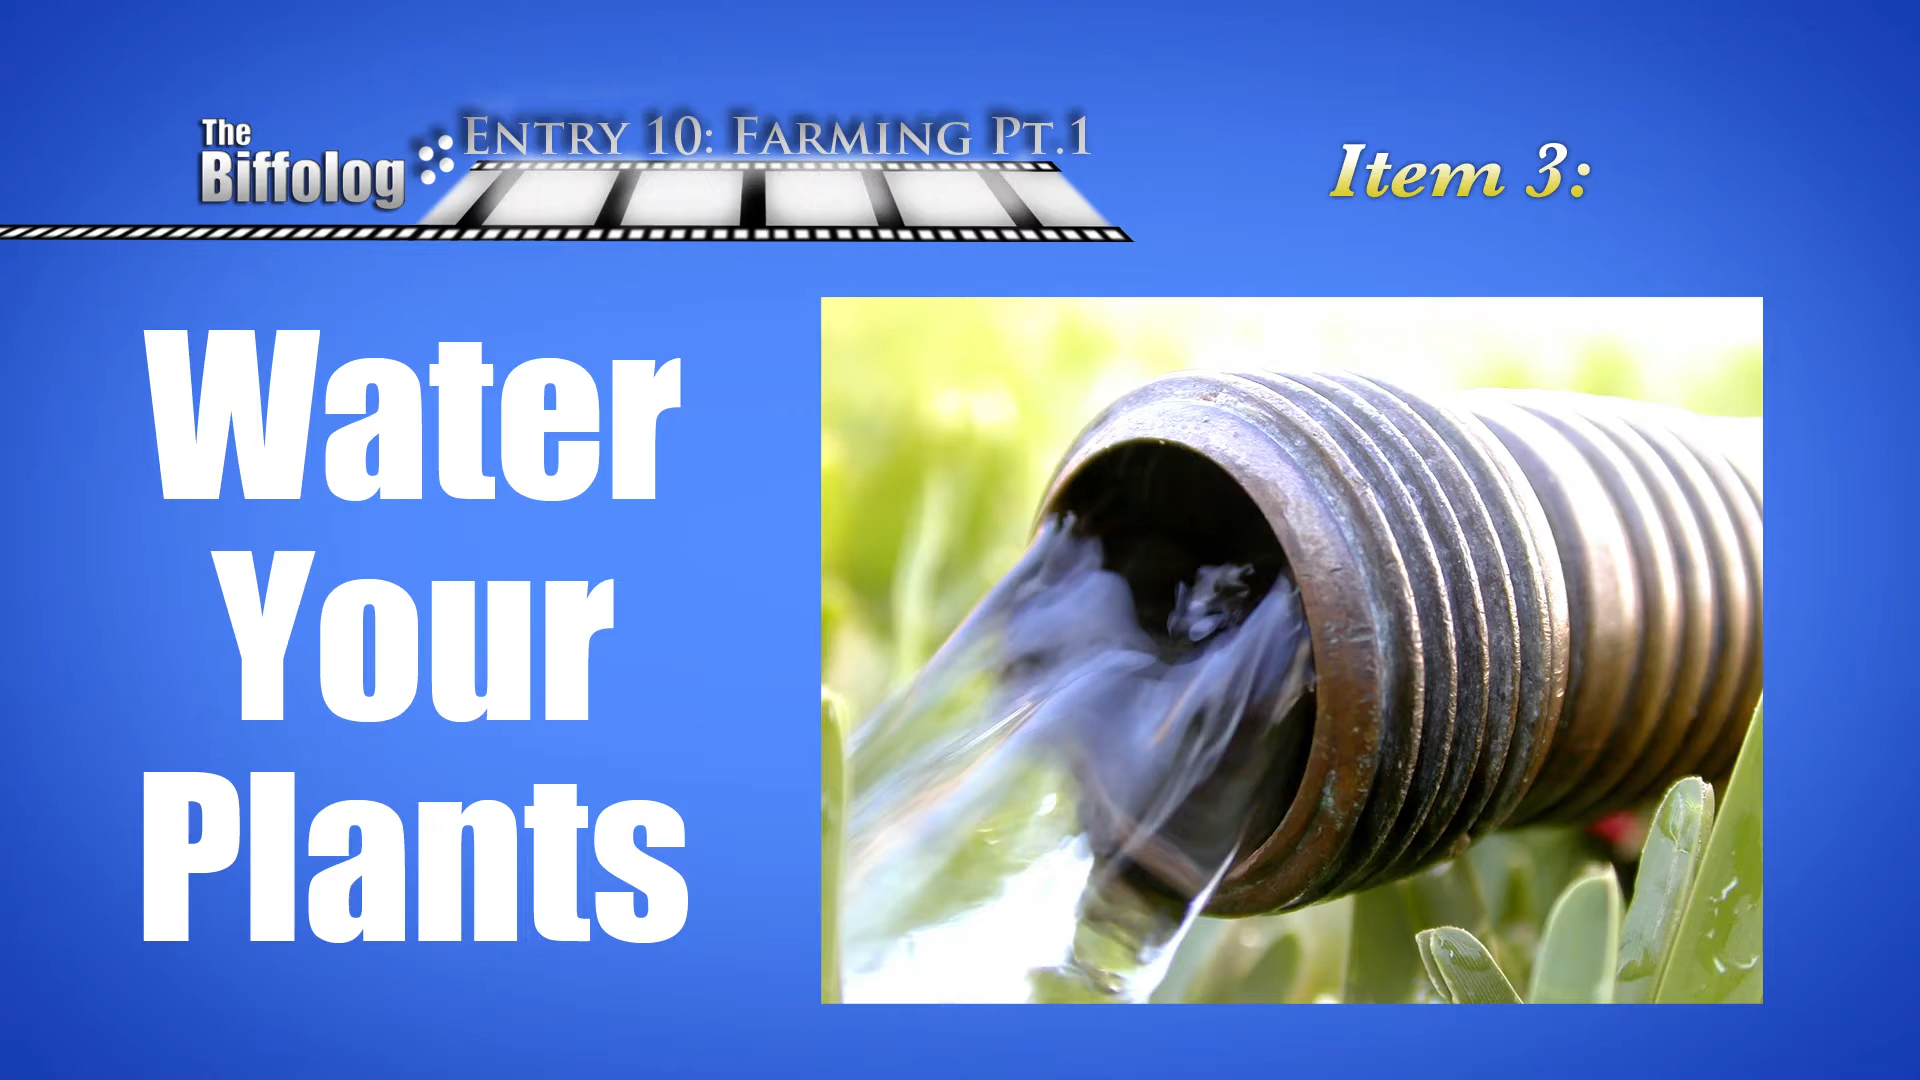 The
Biffolog
Entry 10: Farming Pt.1
Item 3:
Water
Your
Plants